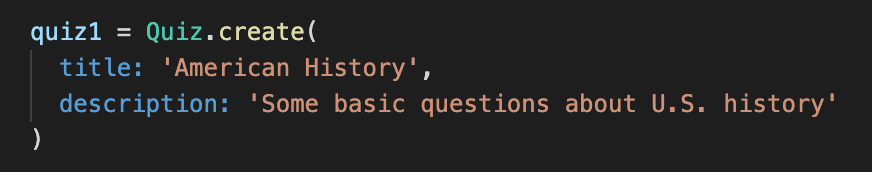 quiz1 = Quiz.create(
  title: 'American History',
  description: 'Some basic questions about U.S. history'
)